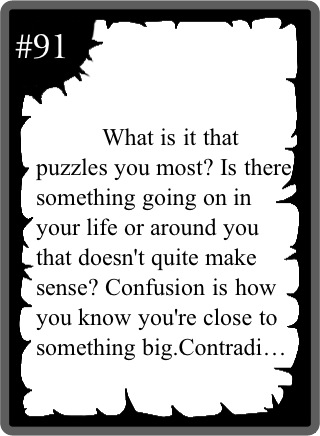 #91
What is it that
puzzles you most? Is there
something going on in
your life or around you
that doesn't quite make
sense? Confusion is how
you know you're close to
something big.Contradi…